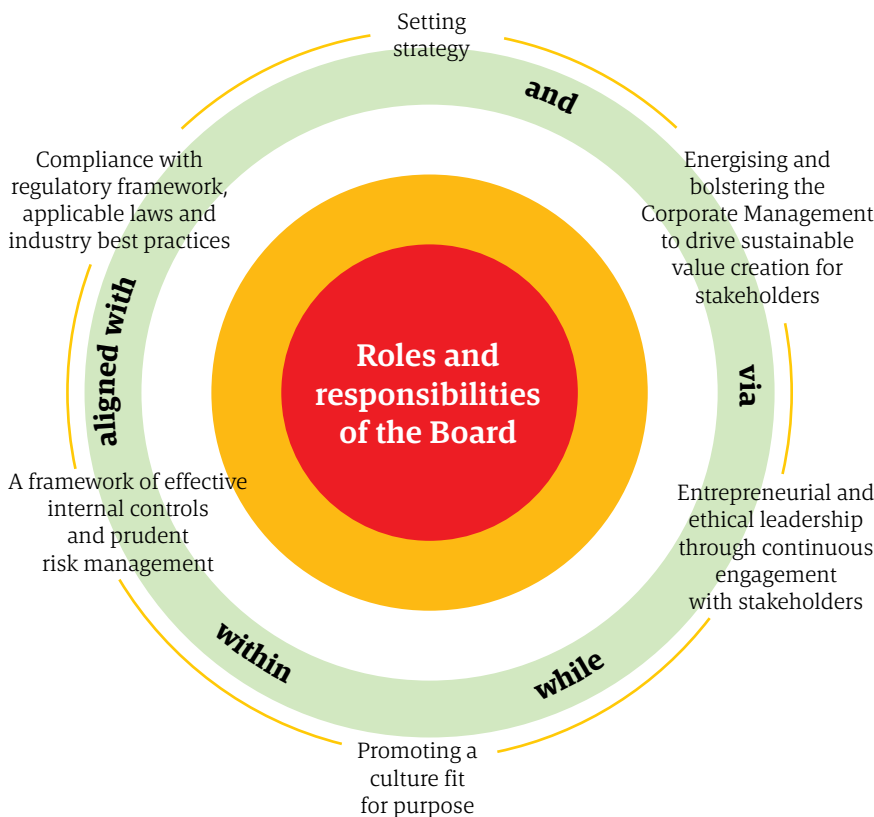 Setting
strategy
and
Energising and
bolstering the
Corporate Management
to drive sustainable
value creation for
stakeholders
via
Entrepreneurial and
ethical leadership
through continuous
engagement
with stakeholders
while
Promoting a
culture fit
for purpose
within
A framework of effective
internal controls
and prudent
risk management
aligned with
Compliance with
regulatory framework,
applicable laws and
industry best practices
Roles and
responsibilities
of the Board